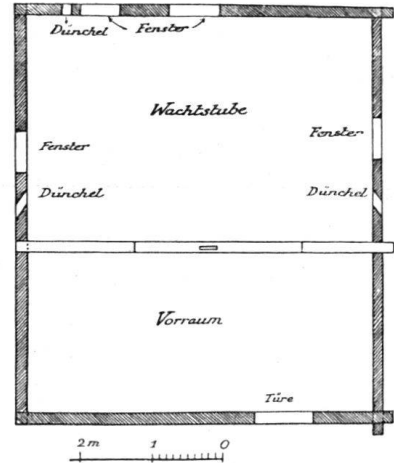 Dünchel Fenster
Wachtstube
Fenster
Fenster
Dünchel
Dünchel
Vorraum
Türe
2 m 1 0